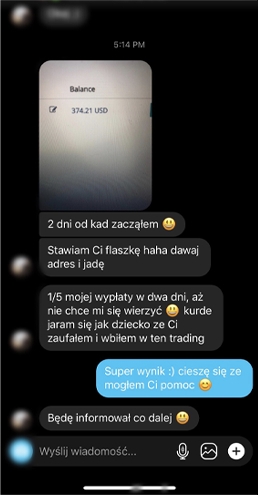 5:14 PM
Balance
374.21 USD
2 dni od kad zacząłem 😃
Stawiam Ci flaszkę haha dawaj
adres i jadę
1/5 mojej wypłaty w dwa dni, aż
nie chce mi się wierzyć 😃 kurde
jaram się jak dziecko ze Ci
zaufałem i wbiłem w ten trading
Super wynik :) cieszę się ze
mogłem Ci pomoc 😊
Będę informował co dalej 😃
Wyślij wiadomość...